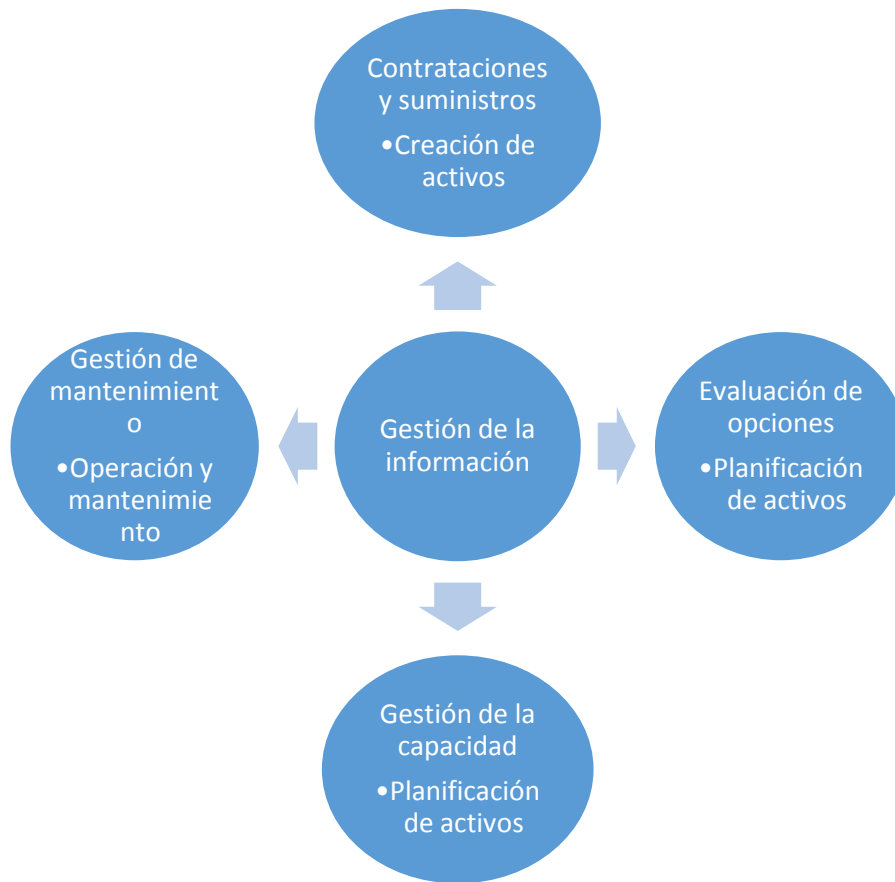 Contrataciones
y suministros
•Creación de
activos
Gestión de
mantenimient
o
•Operación y
mantenimie
nto
Gestión de la
información
Evaluación de
opciones
•Planificación
de activos
Gestión de la
capacidad
•Planificación
de activos